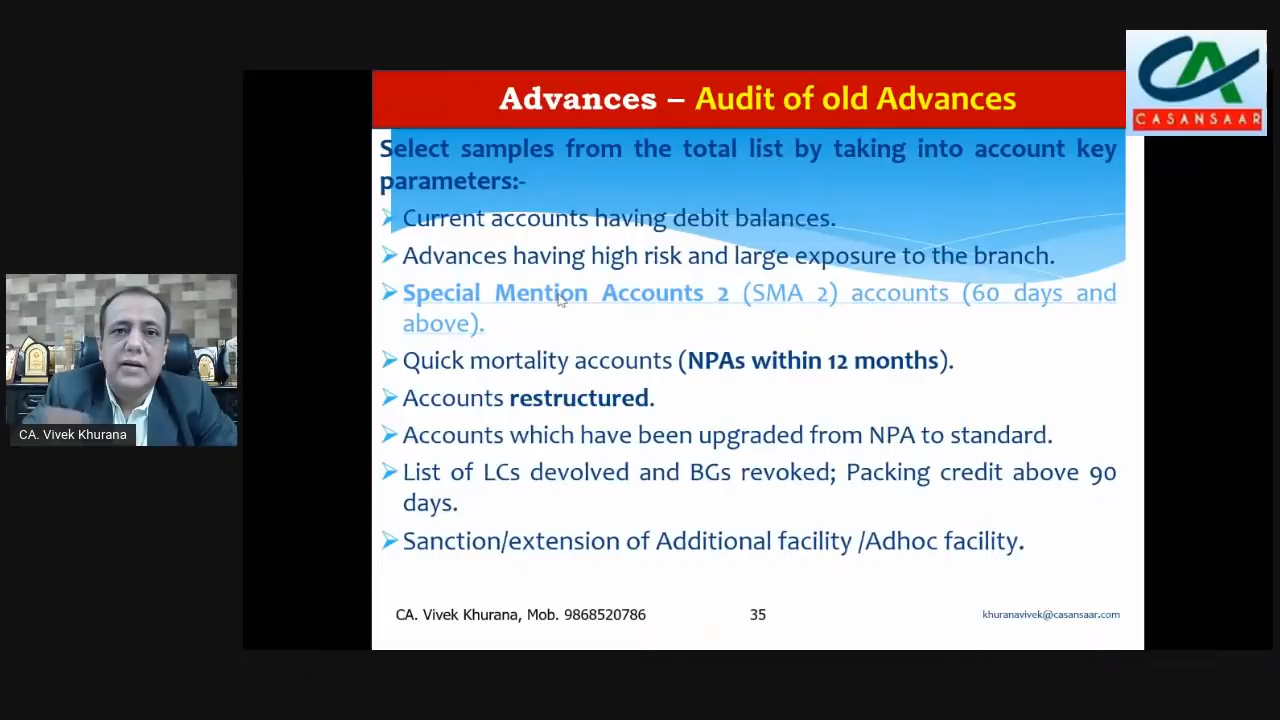 Advances – Audit of old Advances
CASANSAAR
Select samples from the total list by taking into account key
parameters:-
Current accounts having debit balances.
Advances having high risk and large exposure to the branch.
Special Mention Accounts 2 (SMA 2) accounts (60 days and
above).
Quick mortality accounts (NPAs within 12 months).
Accounts restructured.
Accounts which have been upgraded from NPA to standard.
List of LCs devolved and BGs revoked; Packing credit above 90
days.
Sanction/extension of Additional facility /Adhoc facility.
CA. Vivek Khurana
CA. Vivek Khurana, Mob. 9868520786
35
khuranavivek@casansaar.com